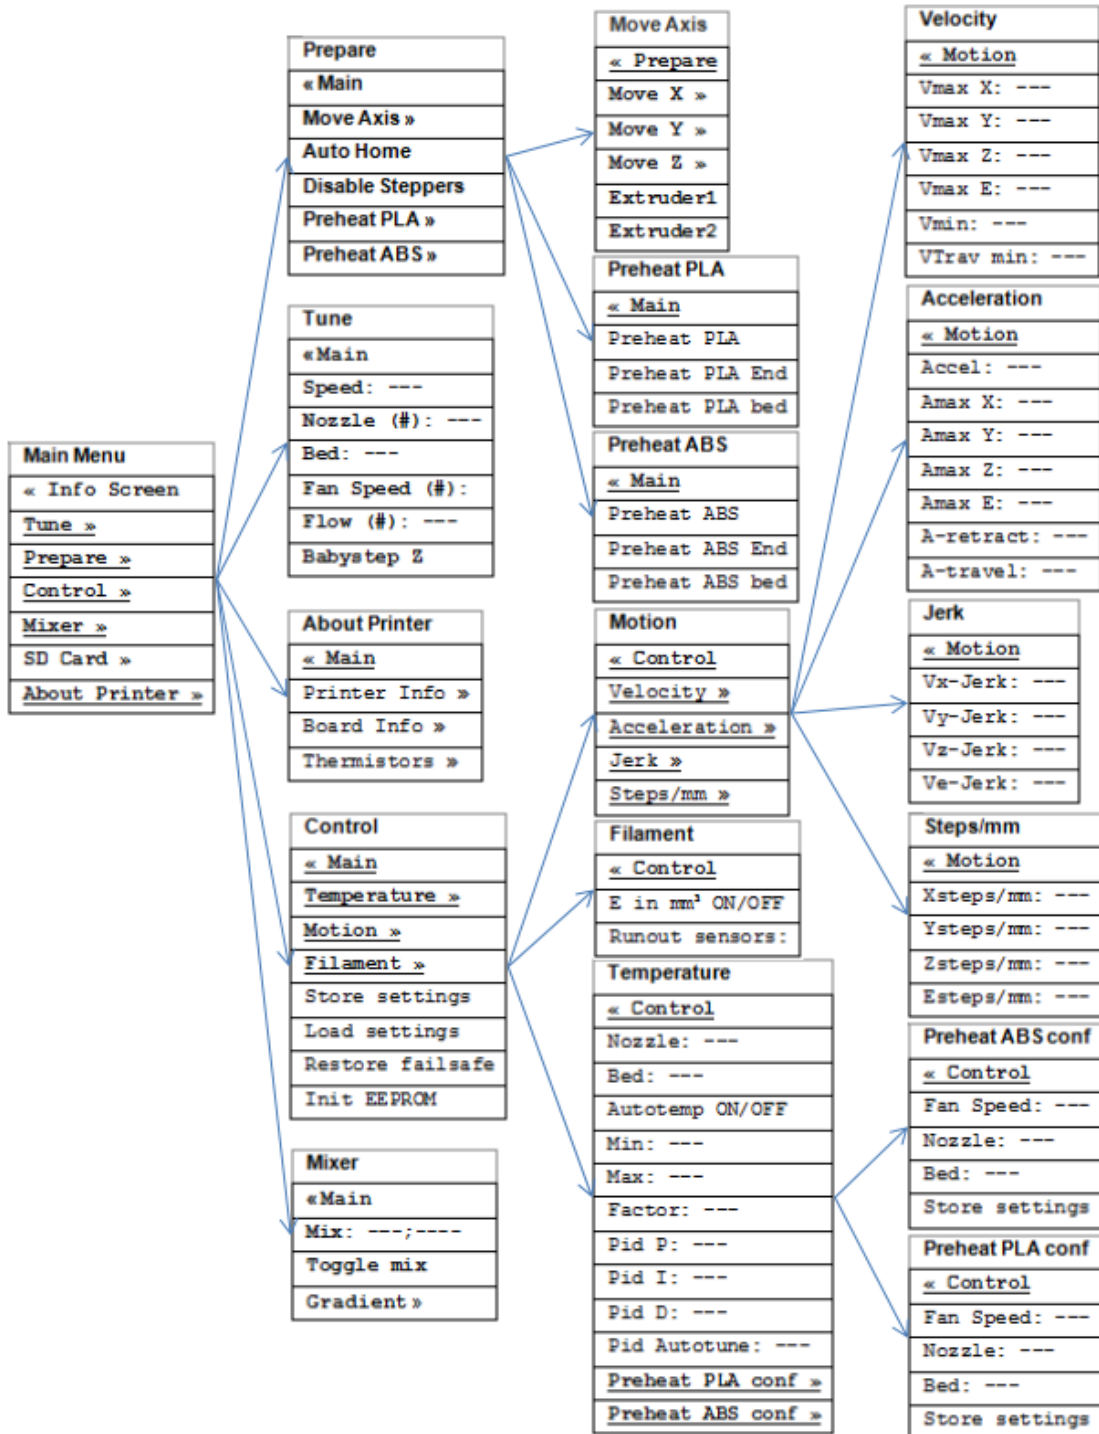 Main Menu
« Info Screen
Tune »
Prepare »
Control »
Mixer »
SD Card »
About Printer »
Prepare
« Main
Move Axis »
Auto Home
Disable Steppers
Preheat PLA »
Preheat ABS »
Tune
«Main
Speed: ---
Nozzle (#): ---
Bed: ---
Fan Speed (#):
Flow (#): ---
Babystep Z
About Printer
« Main
Printer Info »
Board Info »
Thermistors »
Control
« Main
Temperature »
Motion »
Filament »
Store settings
Load settings
Restore failsafe
Init EEPROM
Mixer
«Main
Mix: ---;----
Toggle mix
Gradient »
Move Axis
« Prepare
Move X »
Move Y »
Move Z »
Extruder1
Extruder2
Preheat PLA
« Main
Preheat PLA
Preheat PLA End
Preheat PLA bed
Preheat ABS
« Main
Preheat ABS
Preheat ABS End
Preheat ABS bed
Motion
« Control
Velocity »
Acceleration »
Jerk »
Steps/mm »
Filament
« Control
E in mm³ ON/OFF
Runout sensors:
Temperature
« Control
Nozzle: ---
Bed: ---
Autotemp ON/OFF
Min: ---
Max: ---
Factor: ---
Pid P: ---
Pid I: ---
Pid D: ---
Pid Autotune: ---
Preheat PLA conf »
Preheat ABS conf »
Velocity
« Motion
Vmax X: ---
Vmax Y: ---
Vmax Z: ---
Vmax E: ---
Vmin: ---
VTrav min: ---
Acceleration
« Motion
Accel: ---
Amax X: ---
Amax Y: ---
Amax Z: ---
Amax E: ---
A-retract: ---
A-travel: ---
Jerk
« Motion
Vx-Jerk: ---
Vy-Jerk: ---
Vz-Jerk: ---
Ve-Jerk: ---
Steps/mm
« Motion
Xsteps/mm: ---
Ysteps/mm: ---
Zsteps/mm: ---
Esteps/mm: ---
Preheat ABS conf
« Control
Fan Speed: ---
Nozzle: ---
Bed: ---
Store settings
Preheat PLA conf
« Control
Fan Speed: ---
Nozzle: ---
Bed: ---
Store settings